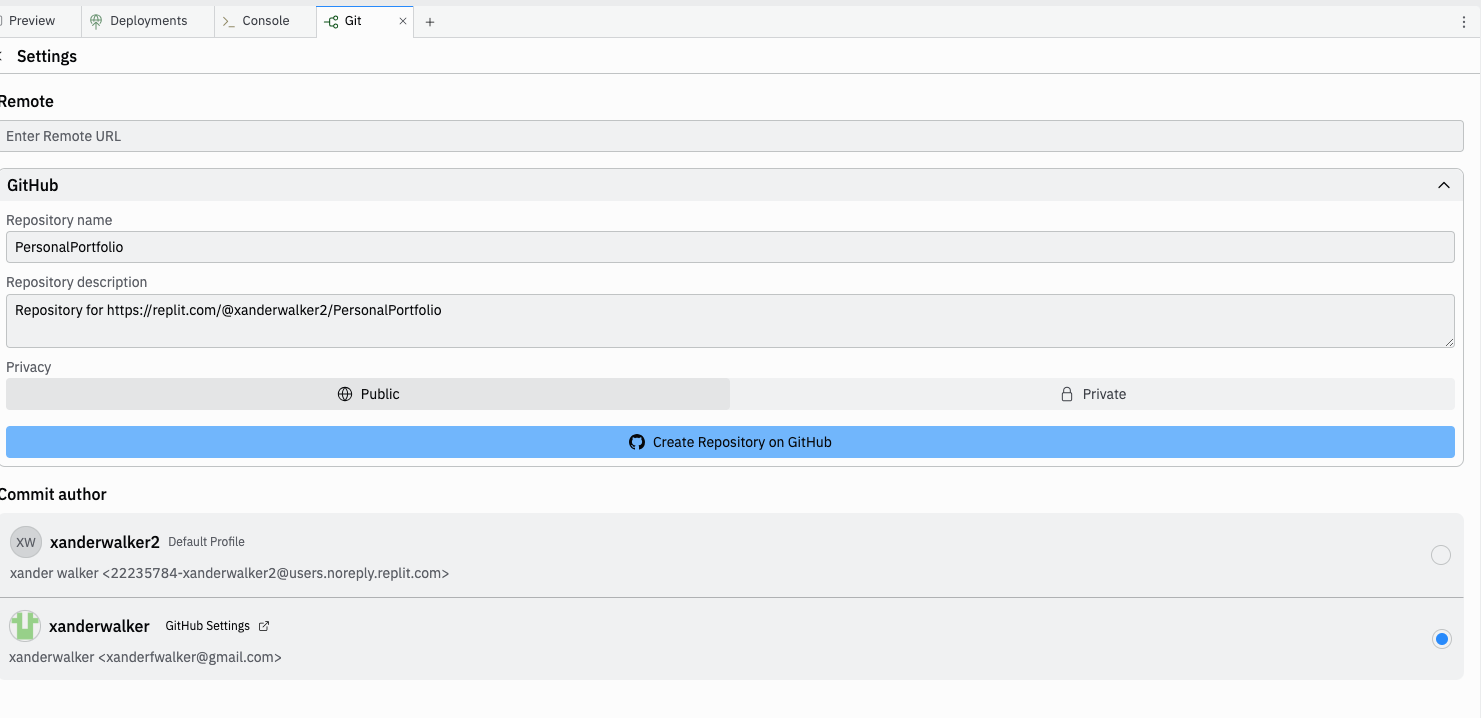 Preview Deployments Console Git
Settings
Remote
Enter Remote URL
GitHub
Repository name
PersonalPortfolio
Repository description
Repository for https://replit.com/@xanderwalker2/PersonalPortfolio
Privacy
Public Private
Create Repository on GitHub
Commit author
XW xanderwalker2 Default Profile
xander walker <22235784-xanderwalker2@users.noreply.replit.com>
xanderwalker GitHub Settings
xanderwalker <xanderfwalker@gmail.com>